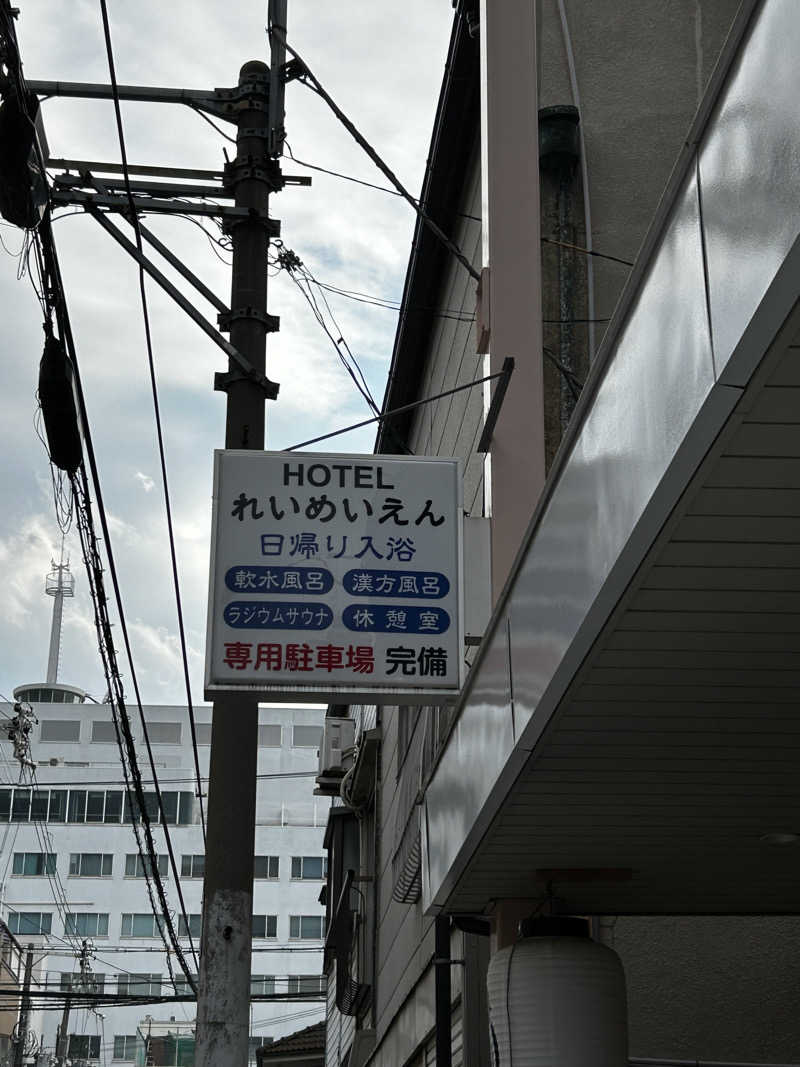 HOTEL
れいめいえん
日帰り入浴
軟水風呂 漢方風呂
ラジウムサウナ 休憩室
専用駐車場 完備